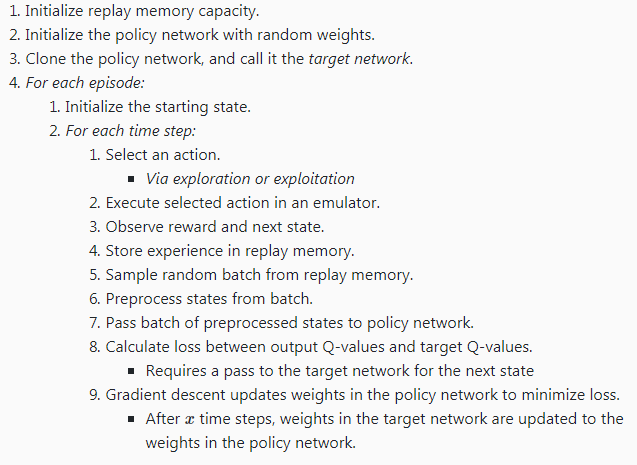 1. Initialize replay memory capacity.
2. Initialize the policy network with random weights.
3. Clone the policy network, and call it the target network.
4. For each episode:
1. Initialize the starting state.
2. For each time step:
1. Select an action.
▪ Via exploration or exploitation
2. Execute selected action in an emulator.
3. Observe reward and next state.
4. Store experience in replay memory.
5. Sample random batch from replay memory.
6. Preprocess states from batch.
7. Pass batch of preprocessed states to policy network.
8. Calculate loss between output Q-values and target Q-values.
▪ Requires a pass to the target network for the next state
9. Gradient descent updates weights in the policy network to minimize loss.
▪ After x time steps, weights in the target network are updated to the
weights in the policy network.